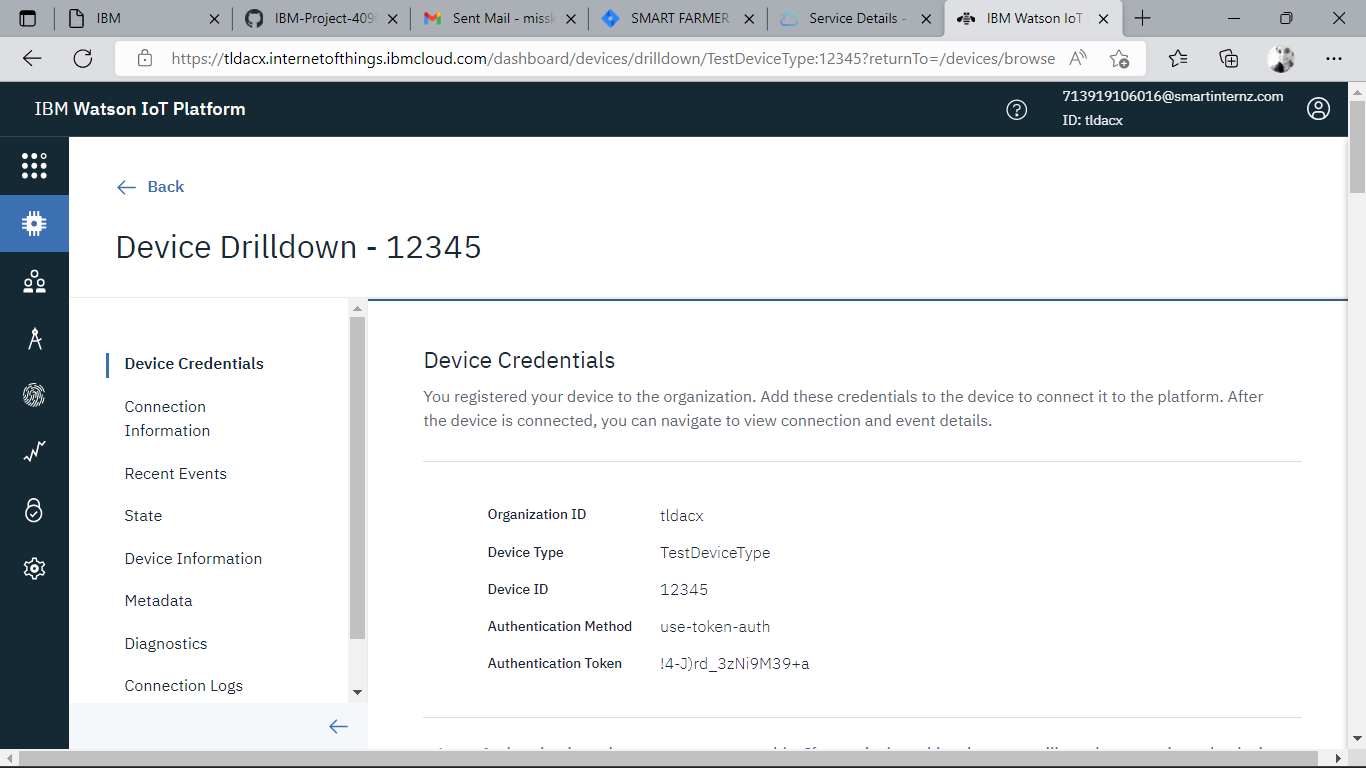 IBM
IBM-Project-409
Sent Mail - missk
SMART FARMER
Service Details -
IBM Watson IoT
https://tldacx.internetofthings.ibmcloud.com/dashboard/devices/drilldown/TestDeviceType:12345?returnTo=/devices/browse
IBM Watson IoT Platform
713919106016@smartinternz.com
ID: tldacx
Back
Device Drilldown - 12345
Device Credentials
Connection
Information
Recent Events
State
Device Information
Metadata
Diagnostics
Connection Logs
Device Credentials
You registered your device to the organization. Add these credentials to the device to connect it to the platform. After
the device is connected, you can navigate to view connection and event details.
Organization ID tldacx
Device Type TestDeviceType
Device ID 12345
Authentication Method use-token-auth
Authentication Token !4-J)rd_3zNi9M39+a